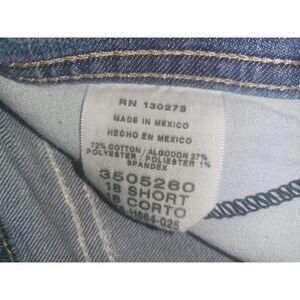 RN 130273
MADE IN MEXICO
HECHO EN MEXICO
72% COTTON / ALGODON 27%
POLYESTER / POLIESTER 1%
SPANDEX
3505260
18 SHORT
18 CORTO